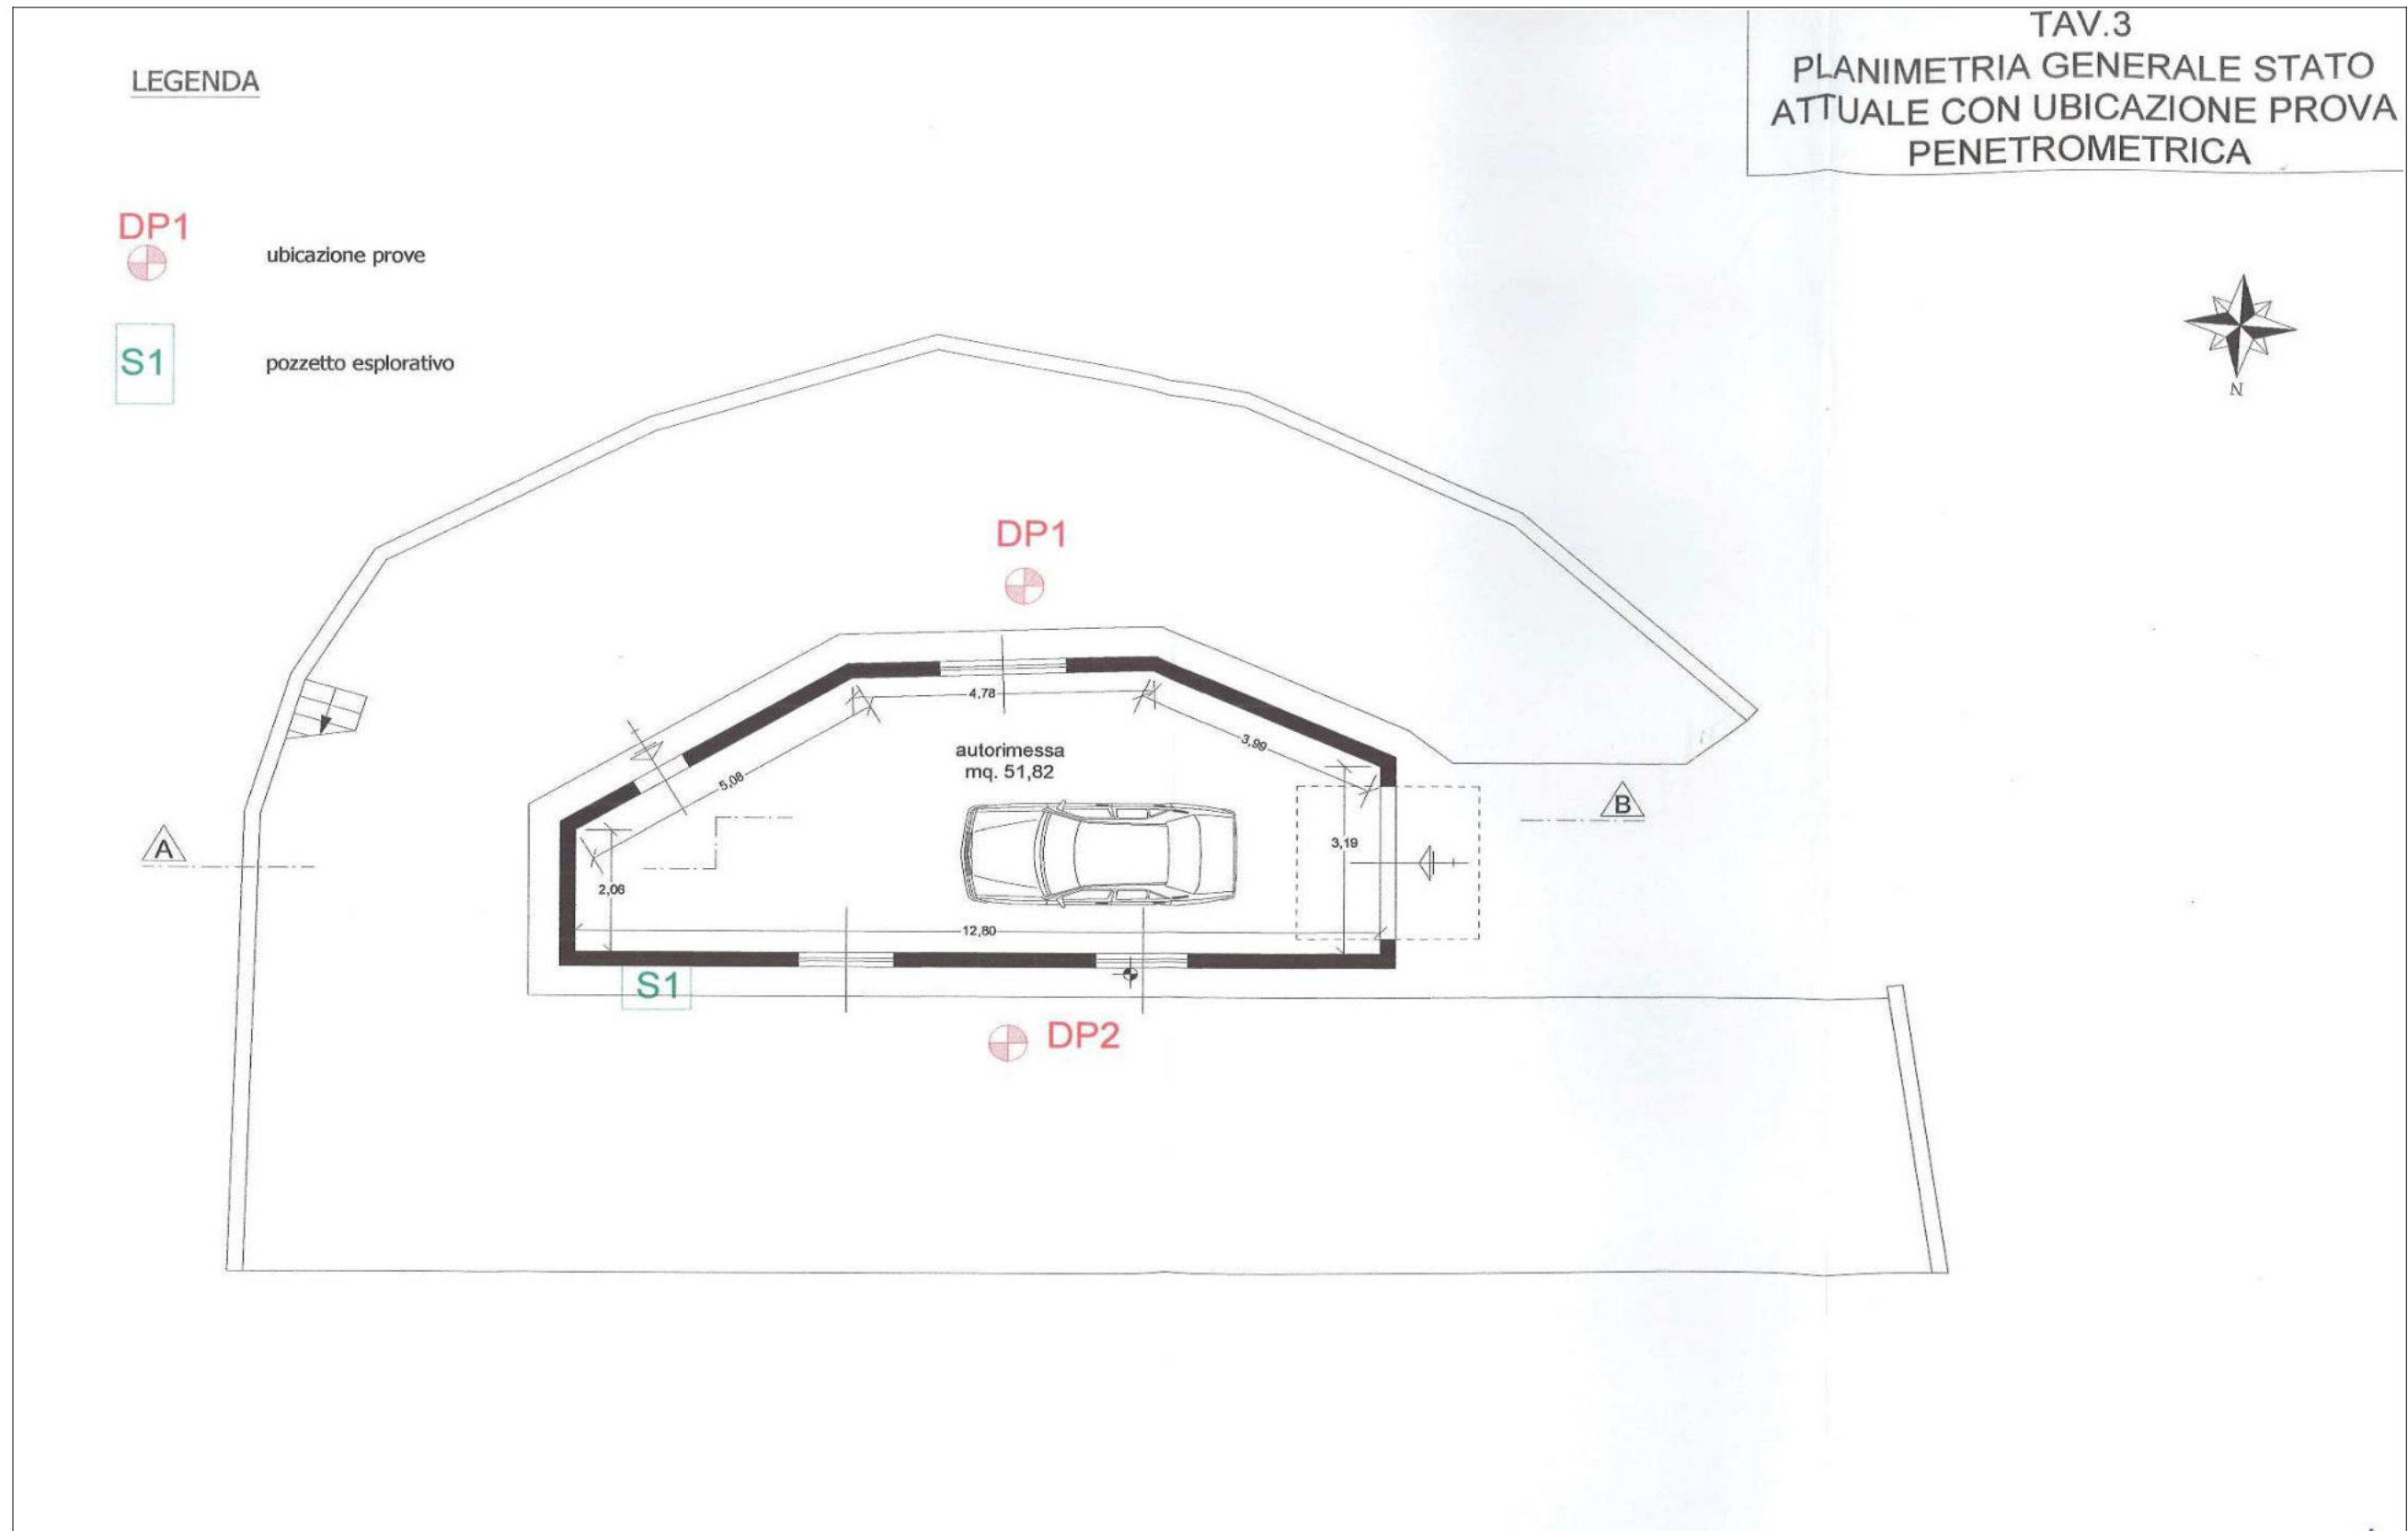 TAV.3
PLANIMETRIA GENERALE STATO
ATTUALE CON UBICAZIONE PROVA
PENETROMETRICA
LEGENDA
DP1
ubicazione prove
S1
pozzetto esplorativo
N
DP1
4,78
3,99
autorimessa
mq. 51,82
5,08
B
A
3,19
2,06
12,80
S1
DP2